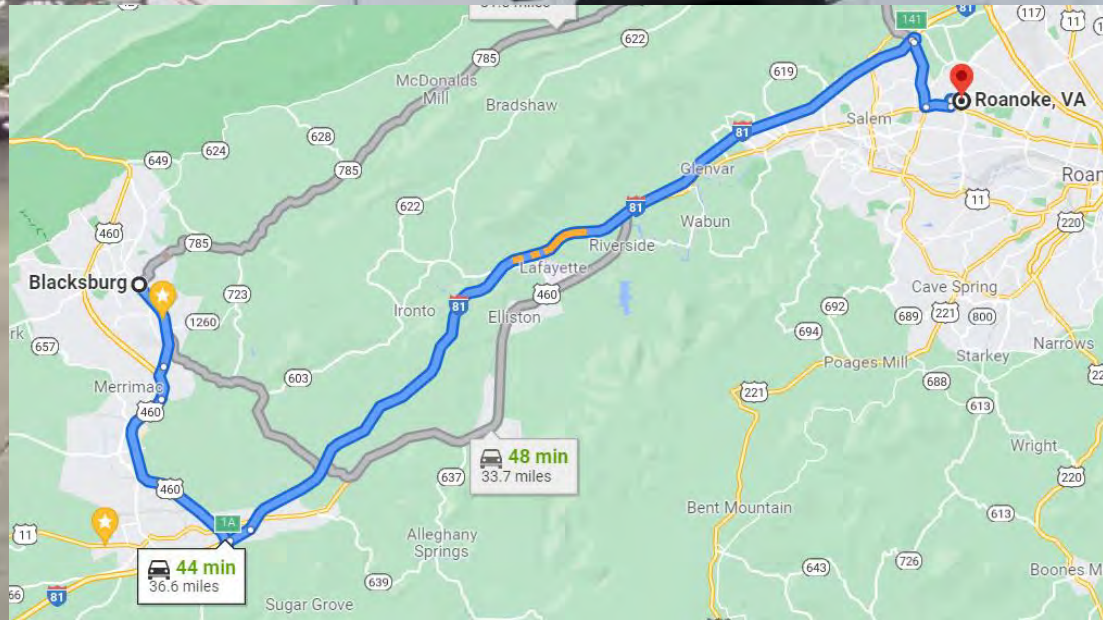 81
141
117
11
785
622
619
McDonalds
Mill
Bradshaw
Roanoke, VA
Salem
628
81
624
649
785
Glenvar
Roan
622
81
11
220
460
Wabun
785
Riverside
Lafayette
Blacksburg
723
460
Cave Spring
81
Ironto
Elliston
692
221
689
800
1260
694
657
Starkey
Narrows
Poages Mill
603
Merrimac
688
221
460
613
Wright
48 min
33.7 miles
637
220
460
Bent Mountain
613
1A
11
Alleghany
Springs
726
44 min
36.6 miles
643
Boones M
639
66
81
Sugar Grove